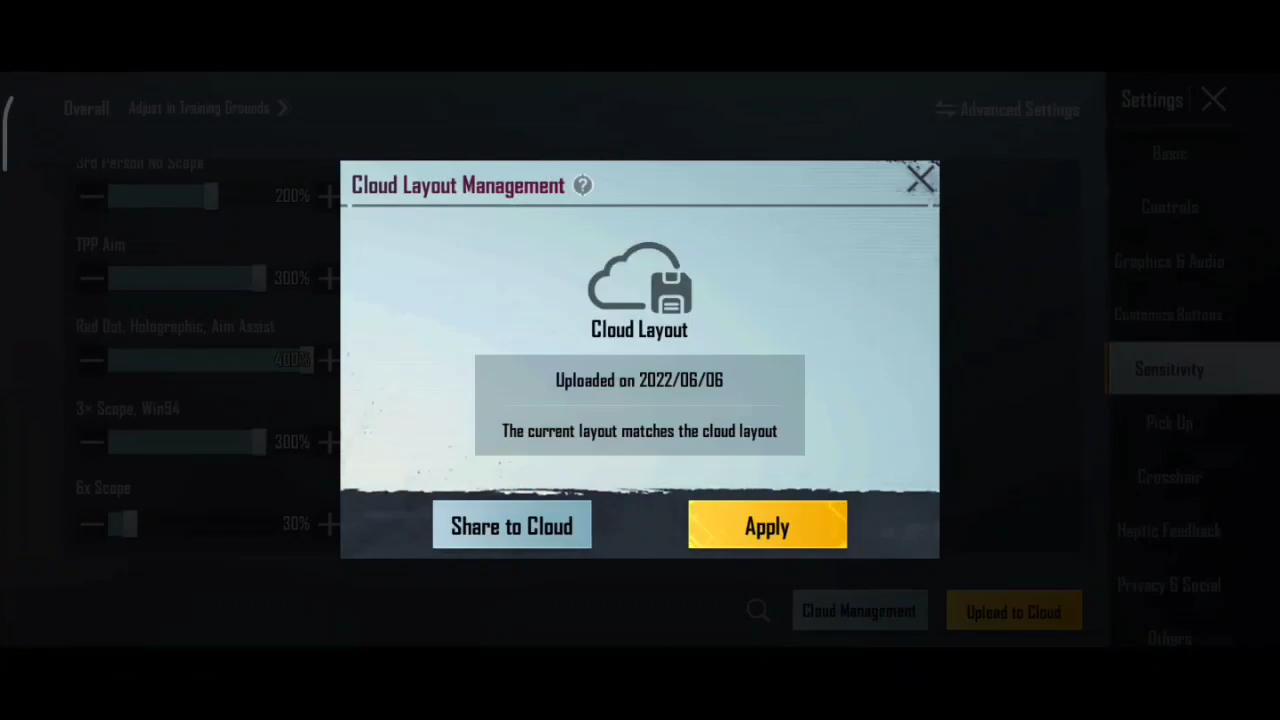 Overall Adjust in Training Grounds
Advanced Settings
Settings
3rd Person No Scope
200%
TPP Aim
300%
Red Dot, Holographic, Aim Assist
400%
3× Scope, Win94
300%
6x Scope
30%
Cloud Layout Management ?
Cloud Layout
Uploaded on 2022/06/06
The current layout matches the cloud layout
Share to Cloud
Apply
Cloud Management
Upload to Cloud
Basic
Controls
Graphics & Audio
Customize Buttons
Sensitivity
Pick Up
Crosshair
Haptic Feedback
Privacy & Social
Others